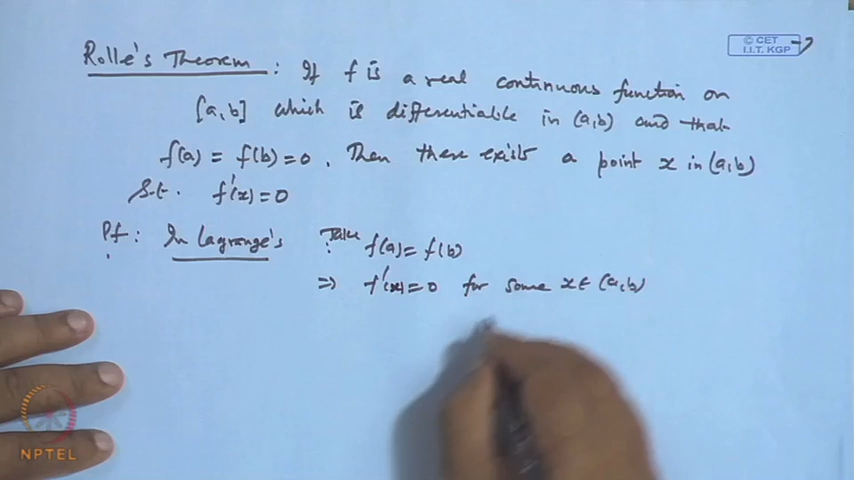 © CET
I.I.T. KGP
Rolle's Theorem : If f is a real continuous function on
[a,b] which is differentiable in (a,b) and that
f(a) = f(b) = 0. Then there exists a point x in (a,b)
s.t. f'(x) = 0
Pf : In Lagrange's Take f(a) = f(b)
⇒ f'(x) = 0 for some x ∈ (a,b)
NPTEL